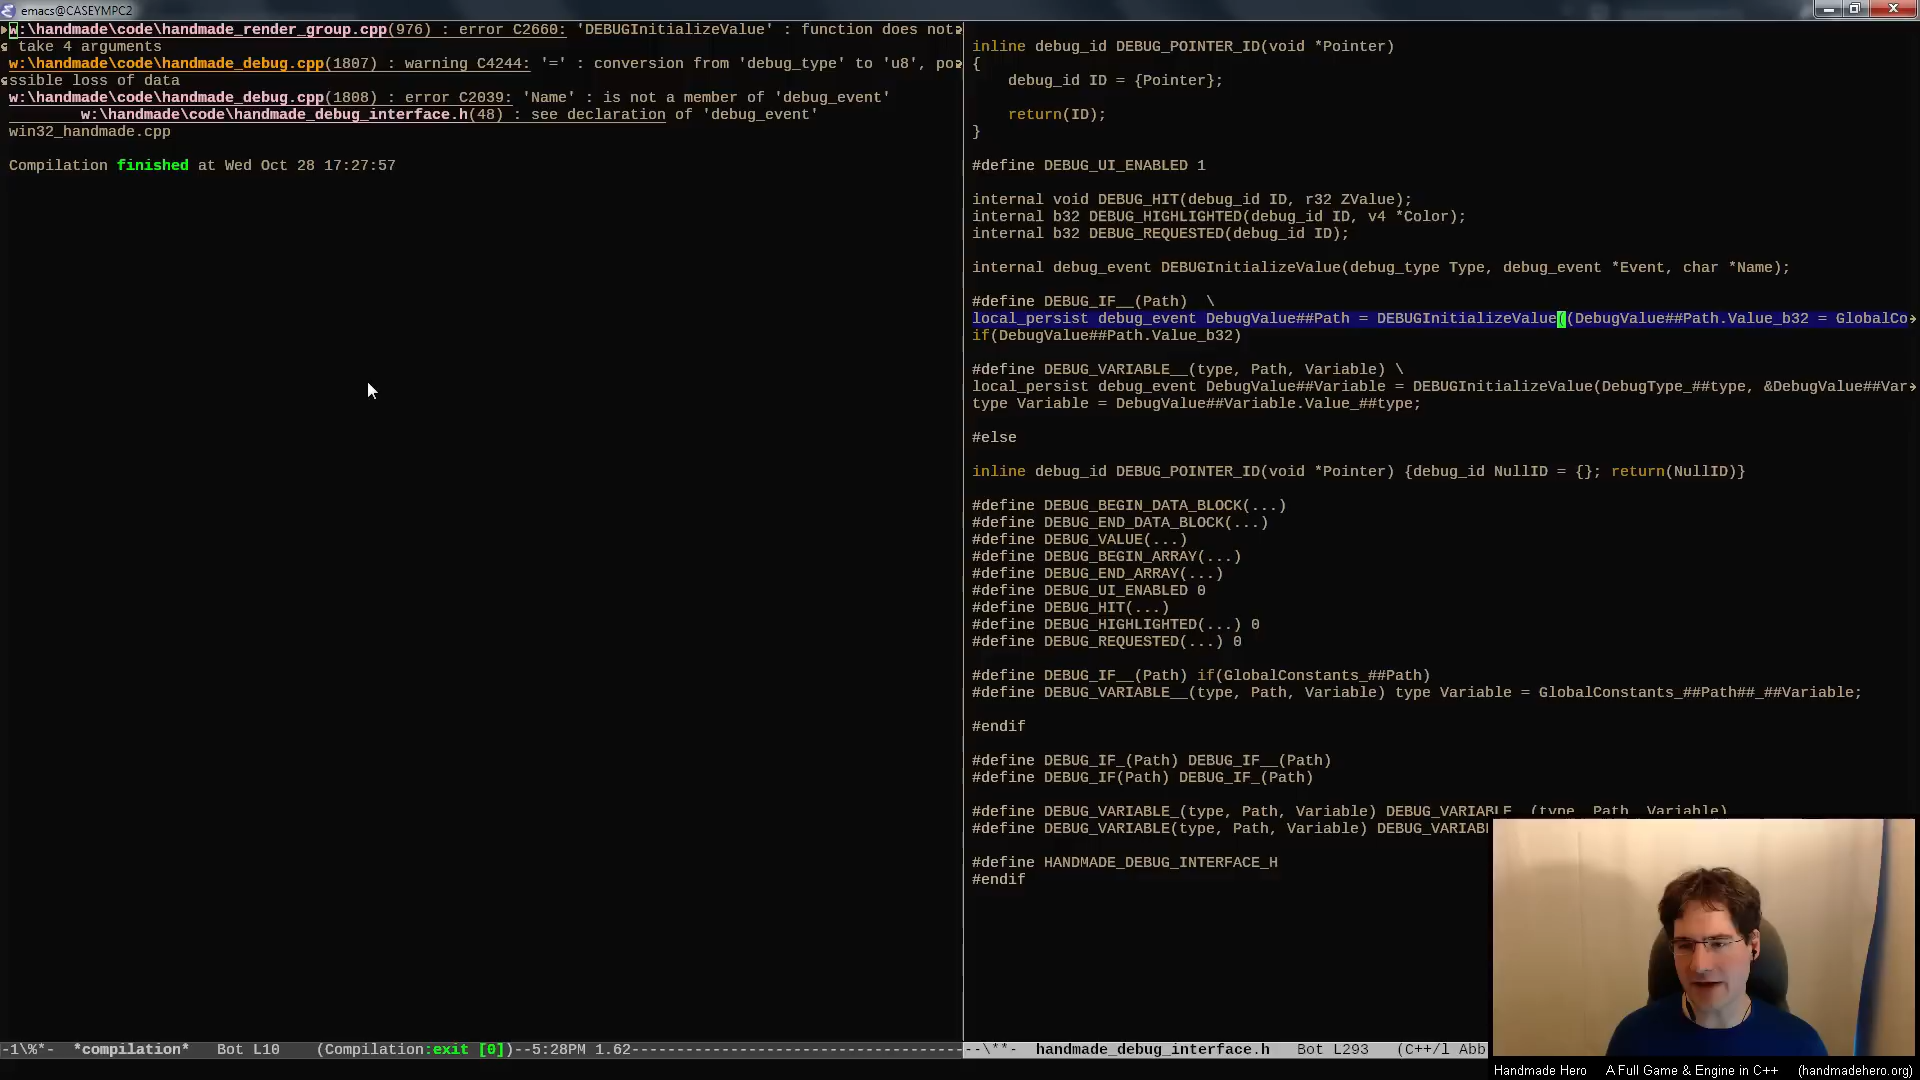 emacs@CASEYMPC2
w:\handmade\code\handmade_render_group.cpp(976) : error C2660: 'DEBUGInitializeValue' : function does not
take 4 arguments
w:\handmade\code\handmade_debug.cpp(1807) : warning C4244: '=' : conversion from 'debug_type' to 'u8', po
ssible loss of data
w:\handmade\code\handmade_debug.cpp(1808) : error C2039: 'Name' : is not a member of 'debug_event'
w:\handmade\code\handmade_debug_interface.h(48) : see declaration of 'debug_event'
win32_handmade.cpp
Compilation finished at Wed Oct 28 17:27:57
-1\%*-  *compilation*   Bot L10    (Compilation:exit [0])--5:28PM 1.62
inline debug_id DEBUG_POINTER_ID(void *Pointer)
{
    debug_id ID = {Pointer};
    return(ID);
}
#define DEBUG_UI_ENABLED 1
internal void DEBUG_HIT(debug_id ID, r32 ZValue);
internal b32 DEBUG_HIGHLIGHTED(debug_id ID, v4 *Color);
internal b32 DEBUG_REQUESTED(debug_id ID);
internal debug_event DEBUGInitializeValue(debug_type Type, debug_event *Event, char *Name);
#define DEBUG_IF__(Path)  \
local_persist debug_event DebugValue##Path = DEBUGInitializeValue((DebugValue##Path.Value_b32 = GlobalCo
if(DebugValue##Path.Value_b32)
#define DEBUG_VARIABLE__(type, Path, Variable) \
local_persist debug_event DebugValue##Variable = DEBUGInitializeValue(DebugType_##type, &DebugValue##Var
type Variable = DebugValue##Variable.Value_##type;
#else
inline debug_id DEBUG_POINTER_ID(void *Pointer) {debug_id NullID = {}; return(NullID)}
#define DEBUG_BEGIN_DATA_BLOCK(...)
#define DEBUG_END_DATA_BLOCK(...)
#define DEBUG_VALUE(...)
#define DEBUG_BEGIN_ARRAY(...)
#define DEBUG_END_ARRAY(...)
#define DEBUG_UI_ENABLED 0
#define DEBUG_HIT(...)
#define DEBUG_HIGHLIGHTED(...) 0
#define DEBUG_REQUESTED(...) 0
#define DEBUG_IF__(Path) if(GlobalConstants_##Path)
#define DEBUG_VARIABLE__(type, Path, Variable) type Variable = GlobalConstants_##Path##_##Variable;
#endif
#define DEBUG_IF_(Path) DEBUG_IF__(Path)
#define DEBUG_IF(Path) DEBUG_IF_(Path)
#define DEBUG_VARIABLE_(type, Path, Variable) DEBUG_VARIABLE__(type, Path, Variable)
#define DEBUG_VARIABLE(type, Path, Variable) DEBUG_VARIABL
#define HANDMADE_DEBUG_INTERFACE_H
#endif
--\**-  handmade_debug_interface.h   Bot L293   (C++/l Abb
Handmade Hero   A Full Game & Engine in C++   (handmadehero.org)